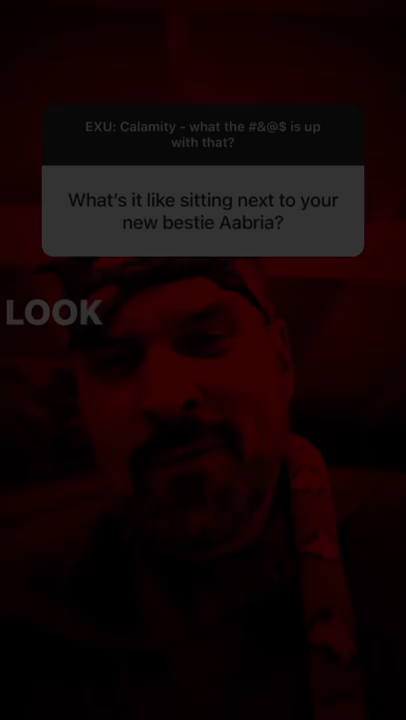 EXU: Calamity - what the #&@$ is up
with that?
What's it like sitting next to your
new bestie Aabria?
LOOK